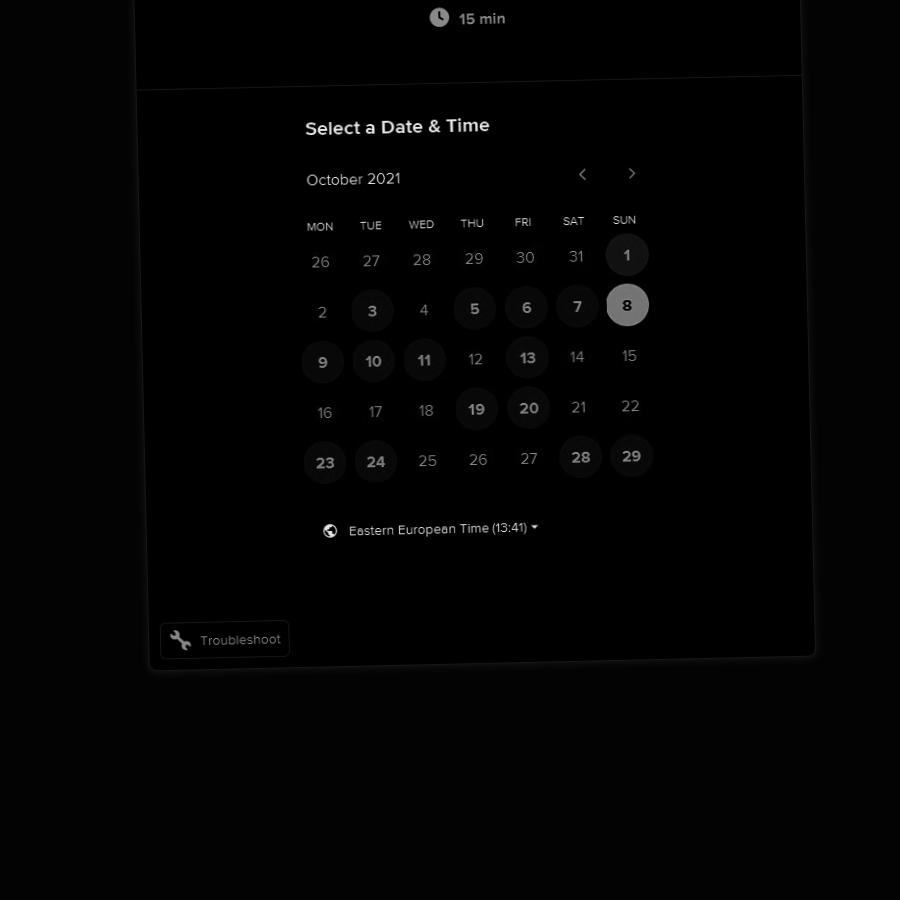 15 min
Select a Date & Time
October 2021
MON TUE WED THU FRI SAT SUN
26 27 28 29 30 31 1
2 3 4 5 6 7 8
9 10 11 12 13 14 15
16 17 18 19 20 21 22
23 24 25 26 27 28 29
Eastern European Time (13:41)
Troubleshoot